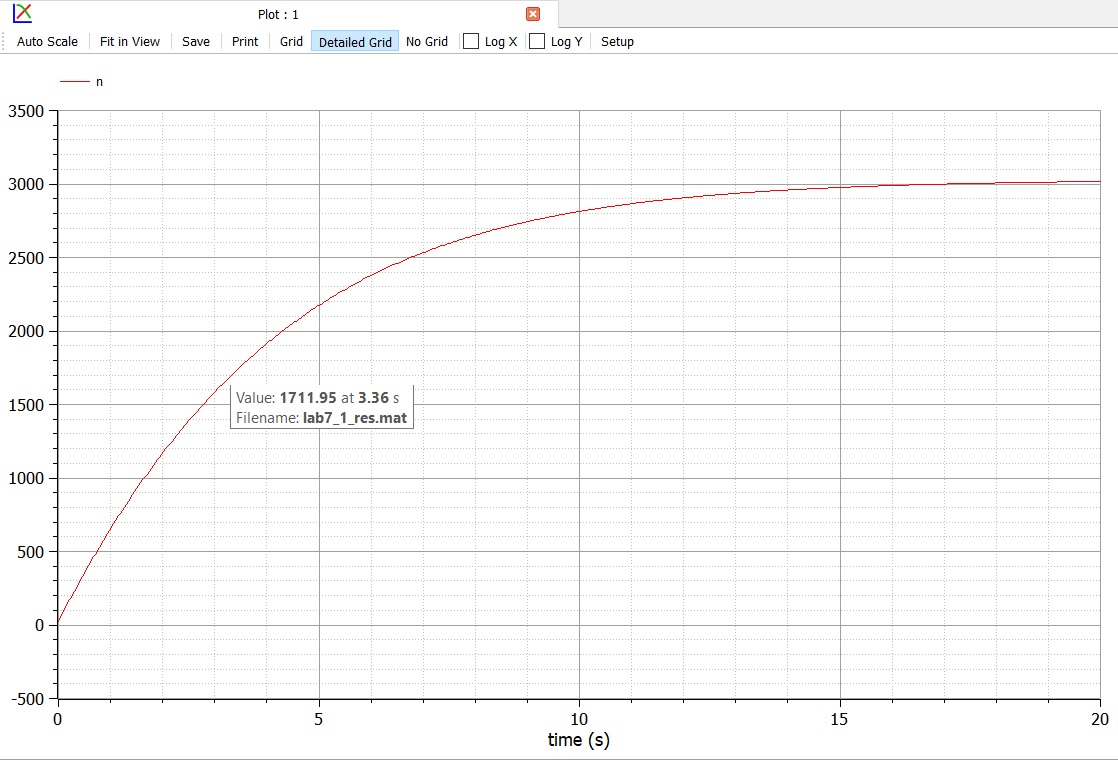 Plot : 1
Auto Scale Fit in View Save Print Grid Detailed Grid No Grid Log X Log Y Setup
n
3500
3000
2500
2000
1500
1000
500
0
-500
Value: 1711.95 at 3.36 s
Filename: lab7_1_res.mat
0 5 10 15 20
time (s)